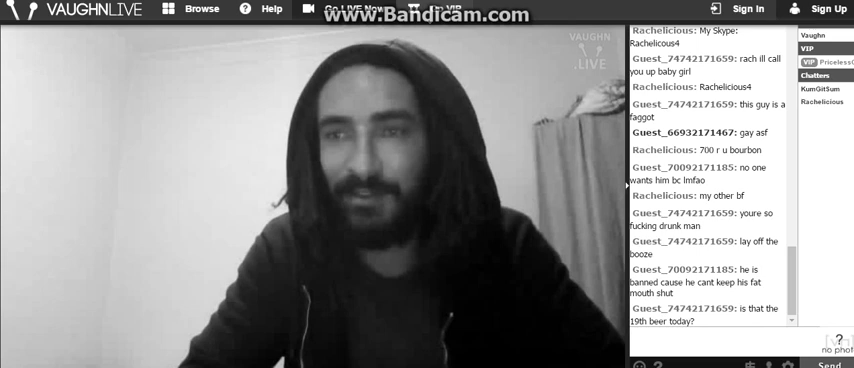 VAUGHNLIVE Browse Help Go LIVE Now VIP Sign In Sign Up
www.Bandicam.com
VAUGHN
.LIVE
Rachelicious: My Skype:
Rachelicous4
Guest_74742171659: rach ill call
you up baby girl
Rachelicious: Rachelicious4
Guest_74742171659: this guy is a
faggot
Guest_66932171467: gay asf
Rachelicious: 700 r u bourbon
Guest_70092171185: no one
wants him bc lmfao
Rachelicious: my other bf
Guest_74742171659: youre so
fucking drunk man
Guest_74742171659: lay off the
booze
Guest_70092171185: he is
banned cause he cant keep his fat
mouth shut
Guest_74742171659: is that the
19th beer today?
Vaughn
VIP
VIP
Chatters
KumGitSum
Rachelicious
?
no phot
Send